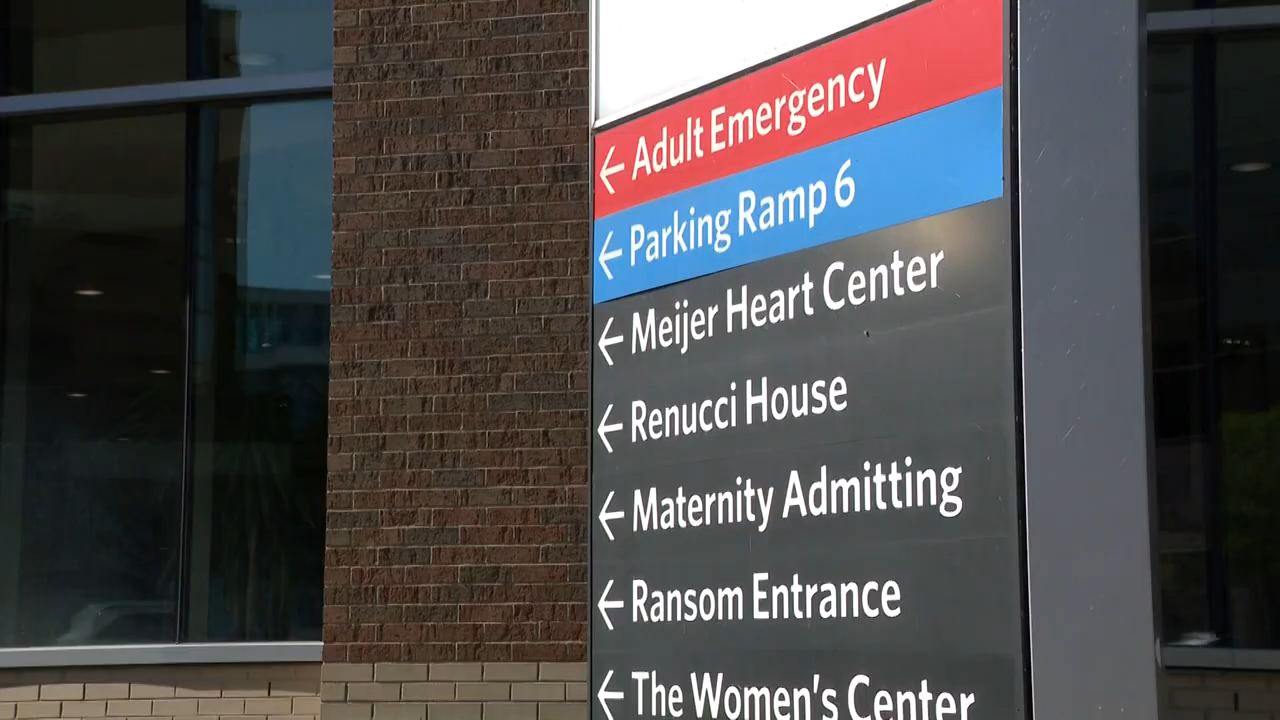 ← Adult Emergency
← Parking Ramp 6
← Meijer Heart Center
← Renucci House
← Maternity Admitting
← Ransom Entrance
← The Women's Center